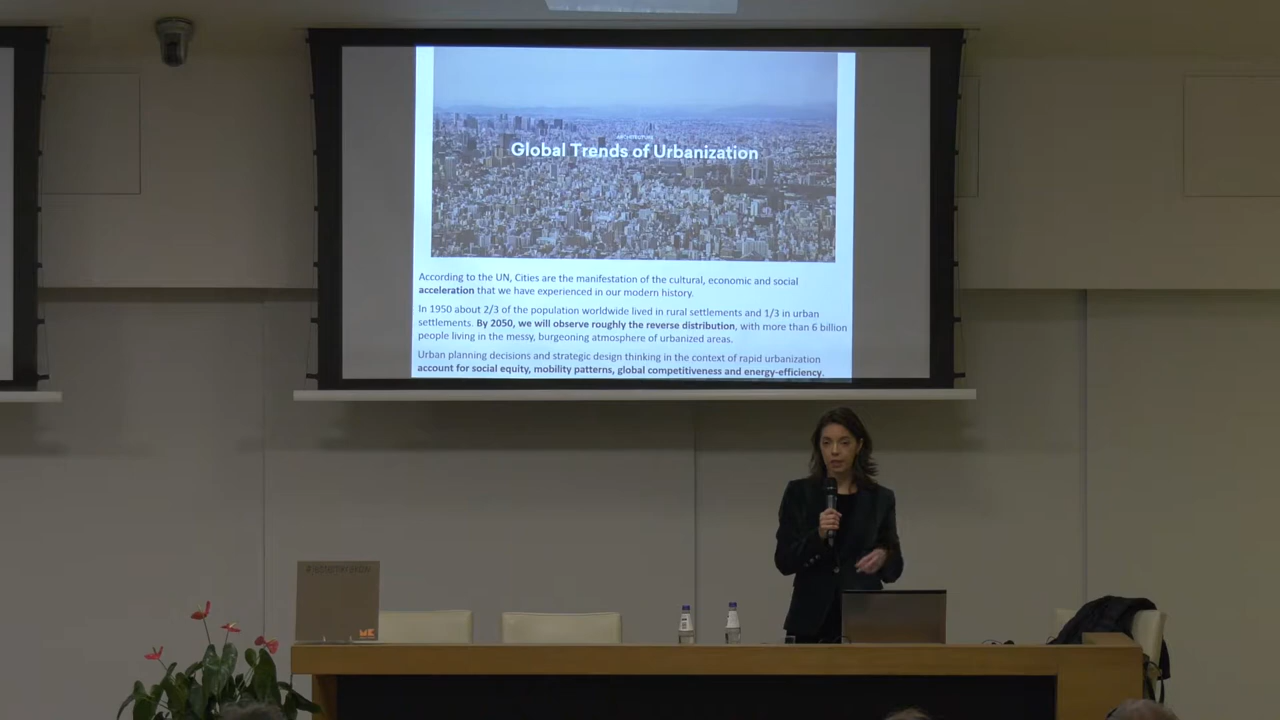 ARCHITECTURE
Global Trends of Urbanization
According to the UN, Cities are the manifestation of the cultural, economic and social
acceleration that we have experienced in our modern history.
In 1950 about 2/3 of the population worldwide lived in rural settlements and 1/3 in urban
settlements. By 2050, we will observe roughly the reverse distribution, with more than 6 billion
people living in the messy, burgeoning atmosphere of urbanized areas.
Urban planning decisions and strategic design thinking in the context of rapid urbanization
account for social equity, mobility patterns, global competitiveness and energy-efficiency.